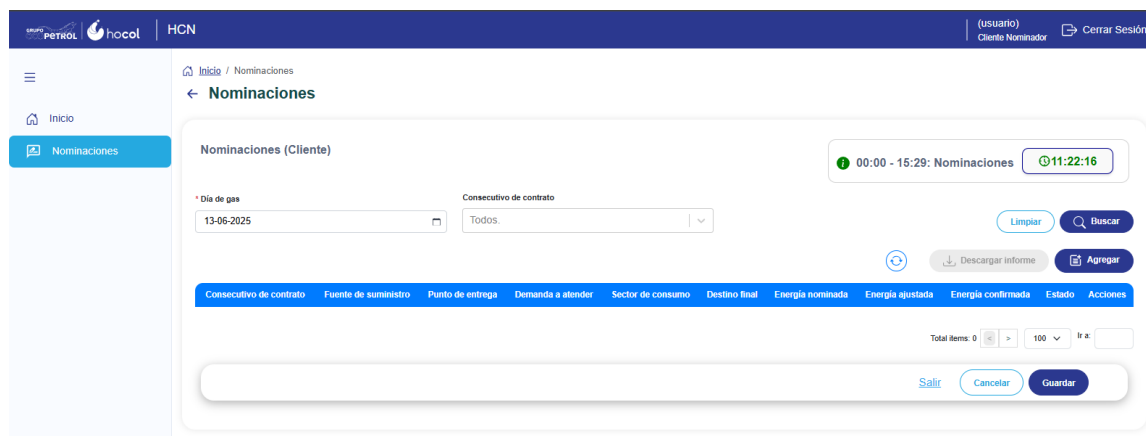 GRUPO
ECOPETROL hocol HCN
(usuario)
Cliente Nominador
Cerrar Sesión
Inicio / Nominaciones
← Nominaciones
Inicio
Nominaciones
Nominaciones (Cliente)
00:00 - 15:29: Nominaciones 11:22:16
* Día de gas
Consecutivo de contrato
13-06-2025
Todos.
Limpiar
Buscar
Descargar informe
Agregar
Consecutivo de contrato Fuente de suministro Punto de entrega Demanda a atender Sector de consumo Destino final Energía nominada Energía ajustada Energía confirmada Estado Acciones
Total items: 0 < > 100 Ir a:
Salir Cancelar Guardar